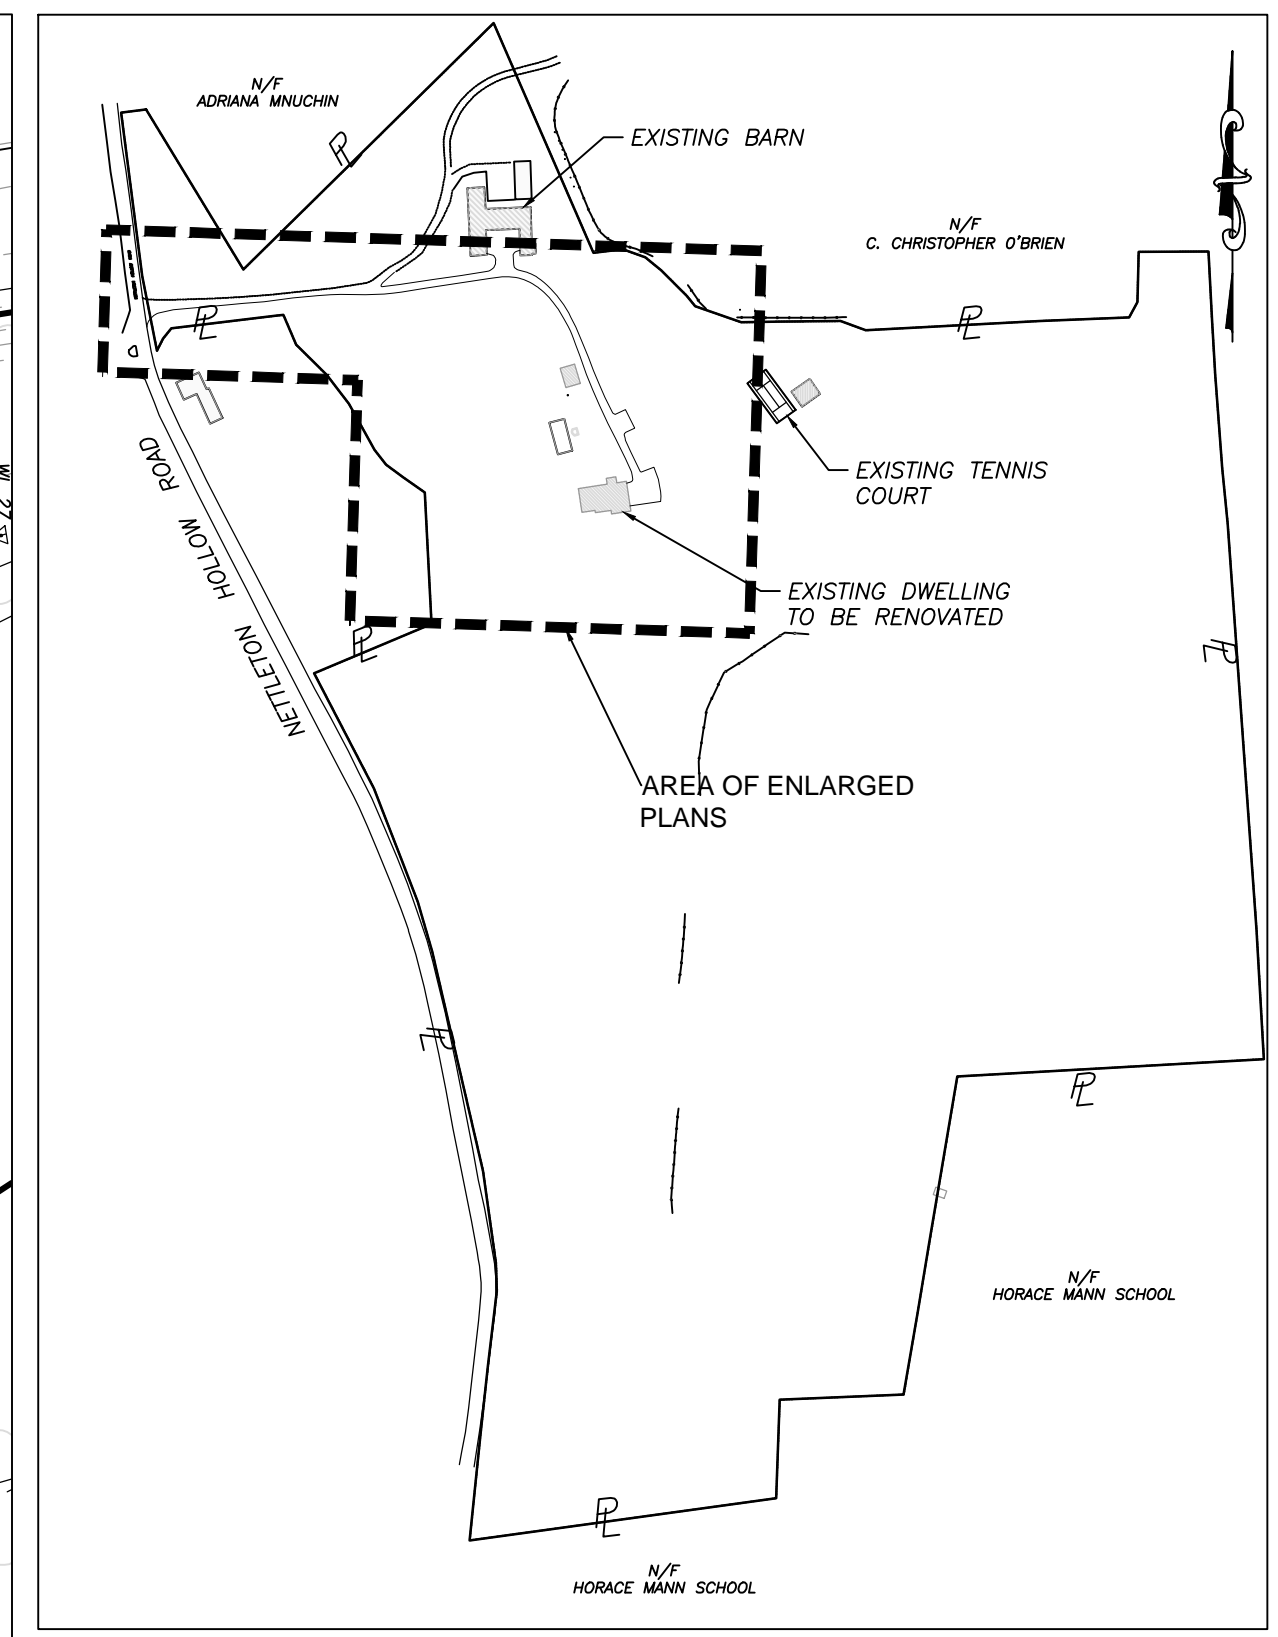 N/F
ADRIANA MNUCHIN
PL
EXISTING BARN
N/F
C. CHRISTOPHER O'BRIEN
PL
PL
EXISTING TENNIS
COURT
NETTLETON HOLLOW ROAD
EXISTING DWELLING
TO BE RENOVATED
PL
PL
AREA OF ENLARGED
PLANS
PL
PL
N/F
HORACE MANN SCHOOL
PL
N/F
HORACE MANN SCHOOL